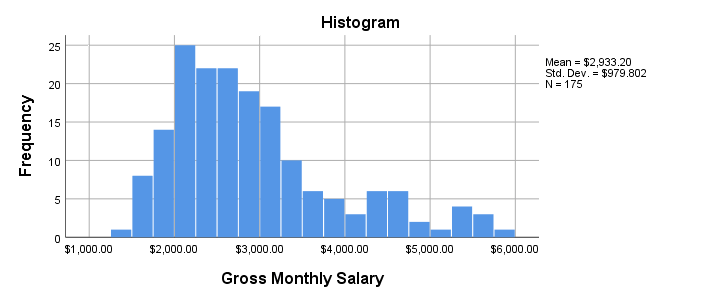 Histogram
25
20
15
10
5
0
Frequency
$1,000.00 $2,000.00 $3,000.00 $4,000.00 $5,000.00 $6,000.00
Gross Monthly Salary
Mean = $2,933.20
Std. Dev. = $979.802
N = 175